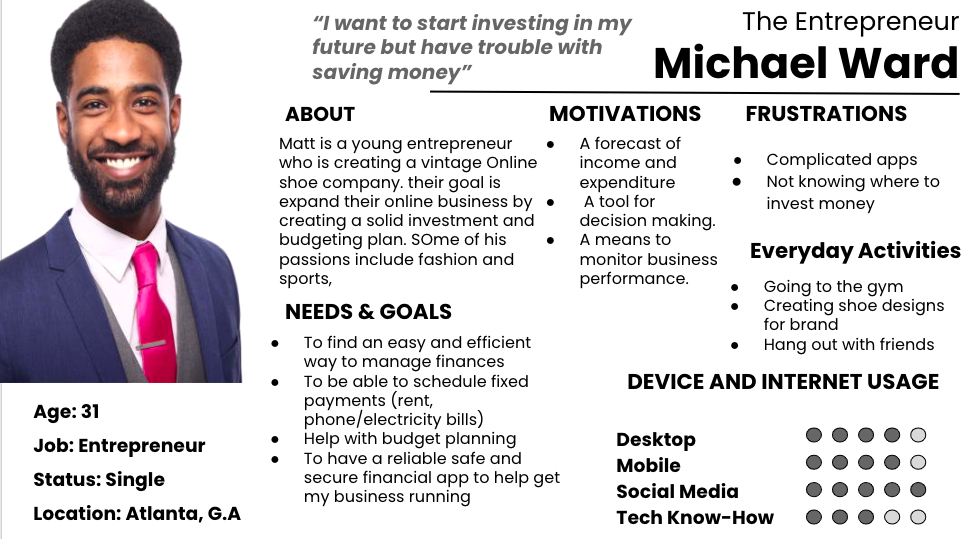 “I want to start investing in my
future but have trouble with
saving money”
The Entrepreneur
Michael Ward
ABOUT
Matt is a young entrepreneur
who is creating a vintage Online
shoe company. their goal is
expand their online business by
creating a solid investment and
budgeting plan. SOme of his
passions include fashion and
sports,
NEEDS & GOALS
● To find an easy and efficient
way to manage finances
● To be able to schedule fixed
payments (rent,
phone/electricity bills)
● Help with budget planning
● To have a reliable safe and
secure financial app to help get
my business running
MOTIVATIONS
● A forecast of
income and
expenditure
● A tool for
decision making.
● A means to
monitor business
performance.
FRUSTRATIONS
● Complicated apps
● Not knowing where to
invest money
Everyday Activities
● Going to the gym
● Creating shoe designs
for brand
● Hang out with friends
DEVICE AND INTERNET USAGE
Desktop
Mobile
Social Media
Tech Know-How
Age: 31
Job: Entrepreneur
Status: Single
Location: Atlanta, G.A